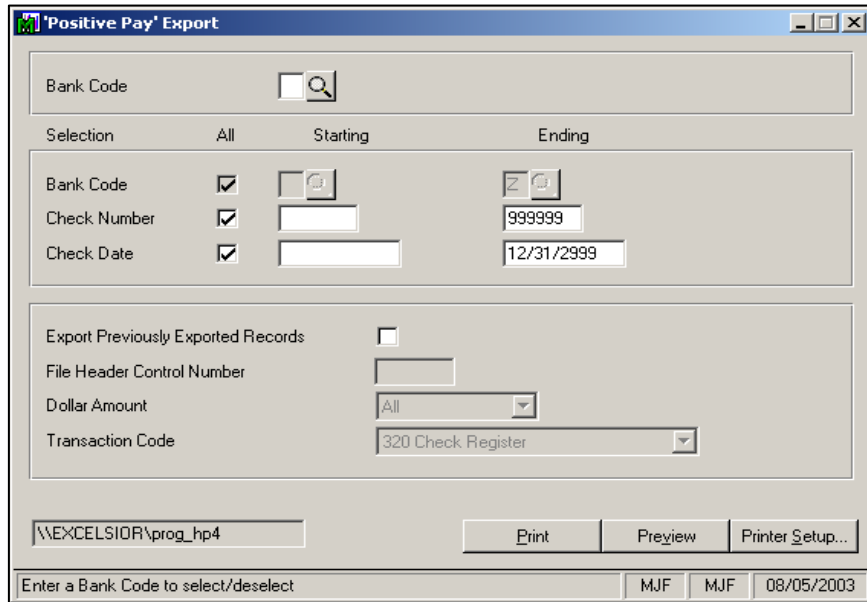 'Positive Pay' Export
Bank Code
Selection All Starting Ending
Bank Code Z
Check Number 999999
Check Date 12/31/2999
Export Previously Exported Records
File Header Control Number
Dollar Amount All
Transaction Code 320 Check Register
\\EXCELSIOR\prog_hp4 Print Preview Printer Setup...
Enter a Bank Code to select/deselect MJF MJF 08/05/2003